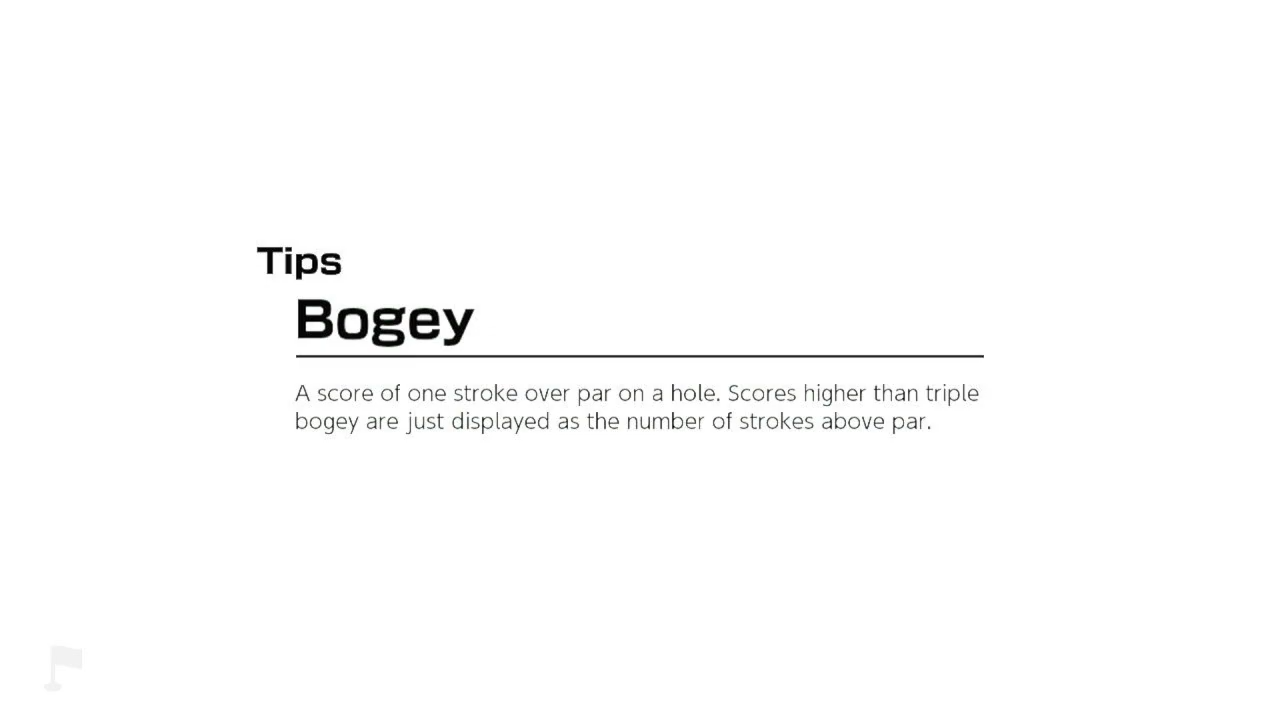 Tips
Bogey
A score of one stroke over par on a hole. Scores higher than triple
bogey are just displayed as the number of strokes above par.